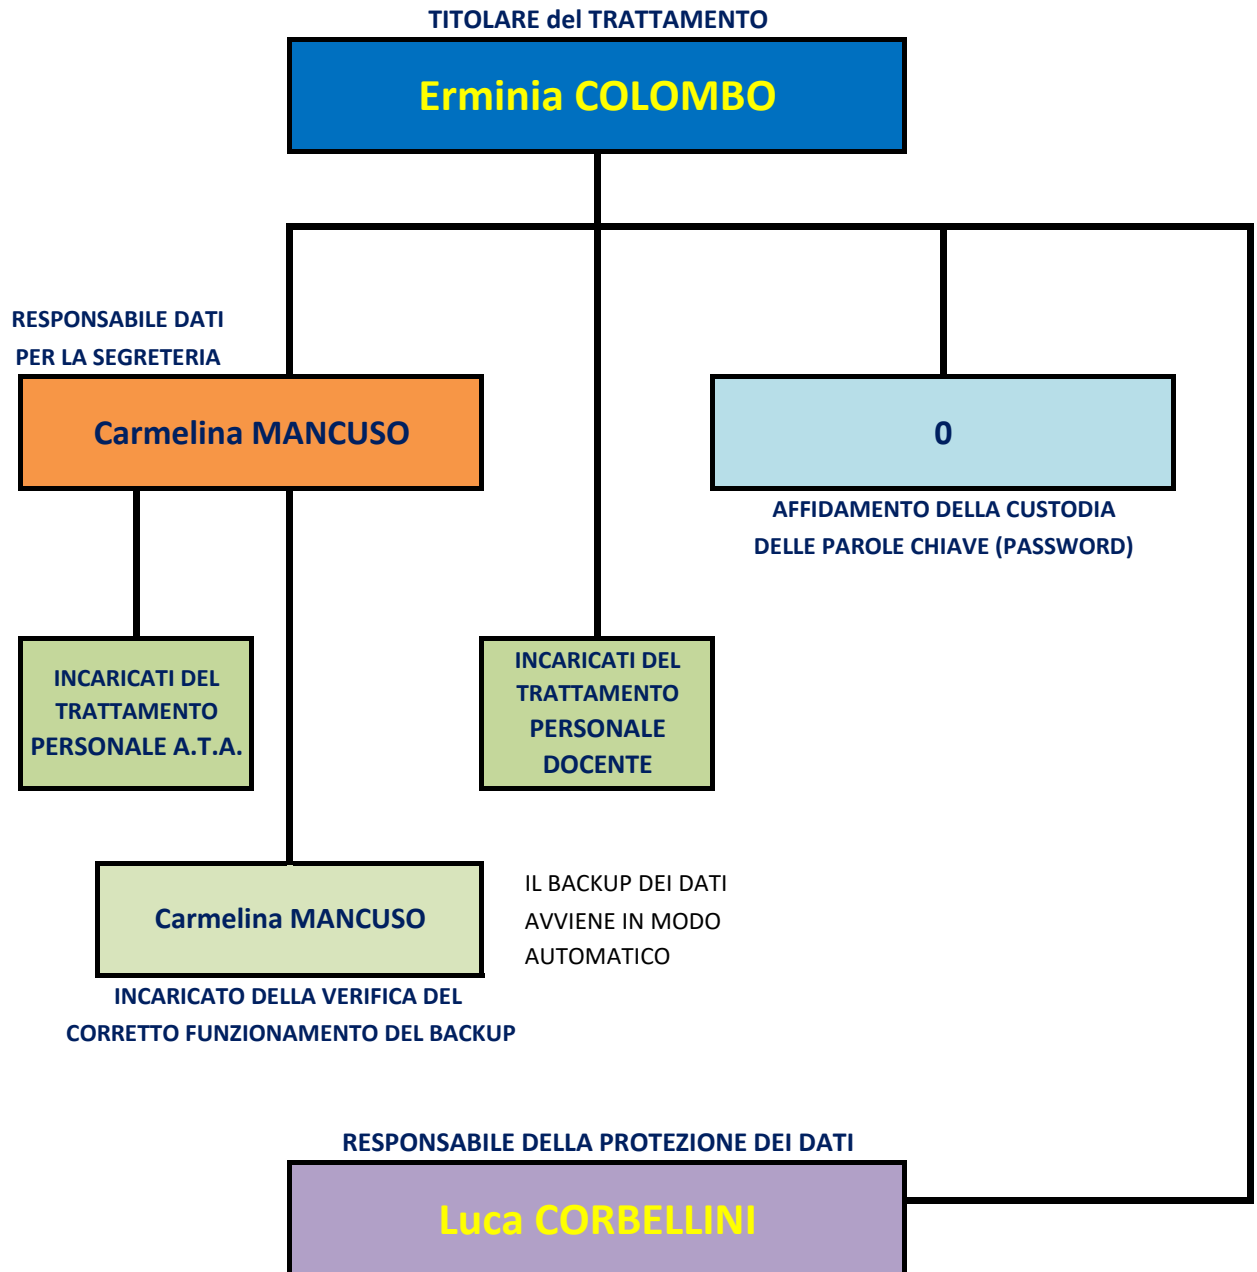 TITOLARE del TRATTAMENTO
Erminia COLOMBO
RESPONSABILE DATI
PER LA SEGRETERIA
Carmelina MANCUSO
0
AFFIDAMENTO DELLA CUSTODIA
DELLE PAROLE CHIAVE (PASSWORD)
INCARICATI DEL
TRATTAMENTO
PERSONALE A.T.A.
INCARICATI DEL
TRATTAMENTO
PERSONALE
DOCENTE
Carmelina MANCUSO
IL BACKUP DEI DATI
AVVIENE IN MODO
AUTOMATICO
INCARICATO DELLA VERIFICA DEL
CORRETTO FUNZIONAMENTO DEL BACKUP
RESPONSABILE DELLA PROTEZIONE DEI DATI
Luca CORBELLINI